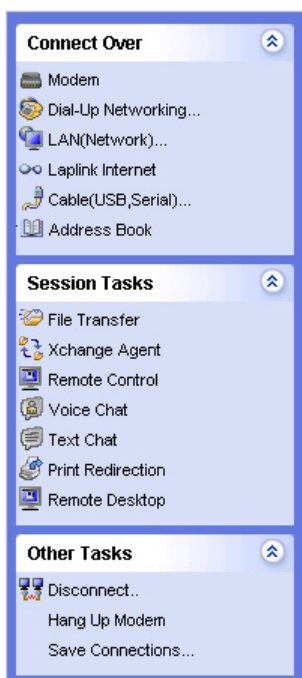 Connect Over
Modem
Dial-Up Networking...
LAN(Network)...
Laplink Internet
Cable(USB,Serial)...
Address Book
Session Tasks
File Transfer
Xchange Agent
Remote Control
Voice Chat
Text Chat
Print Redirection
Remote Desktop
Other Tasks
Disconnect..
Hang Up Modem
Save Connections...